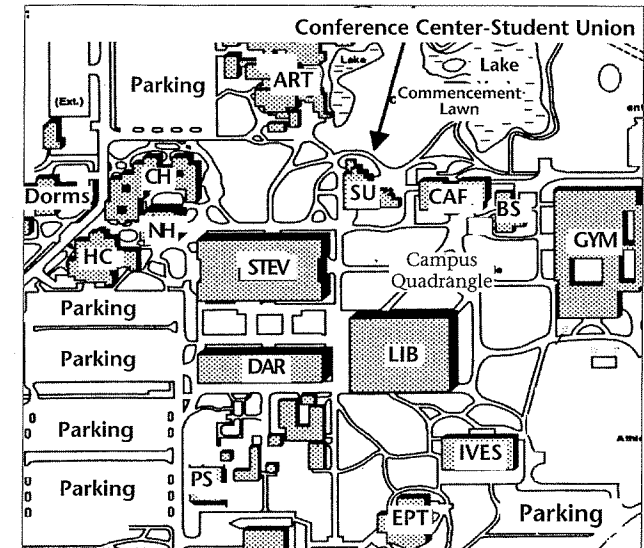 Conference Center-Student Union
Lake
Lake
ART
Parking
(Ext.)
Commencement
Lawn
CH
SU
CAF
BS
Dorms
NH
GYM
HC
STEV
Campus
Quadrangle
Parking
LIB
Parking
DAR
Parking
IVES
PS
Parking
EPT
Parking